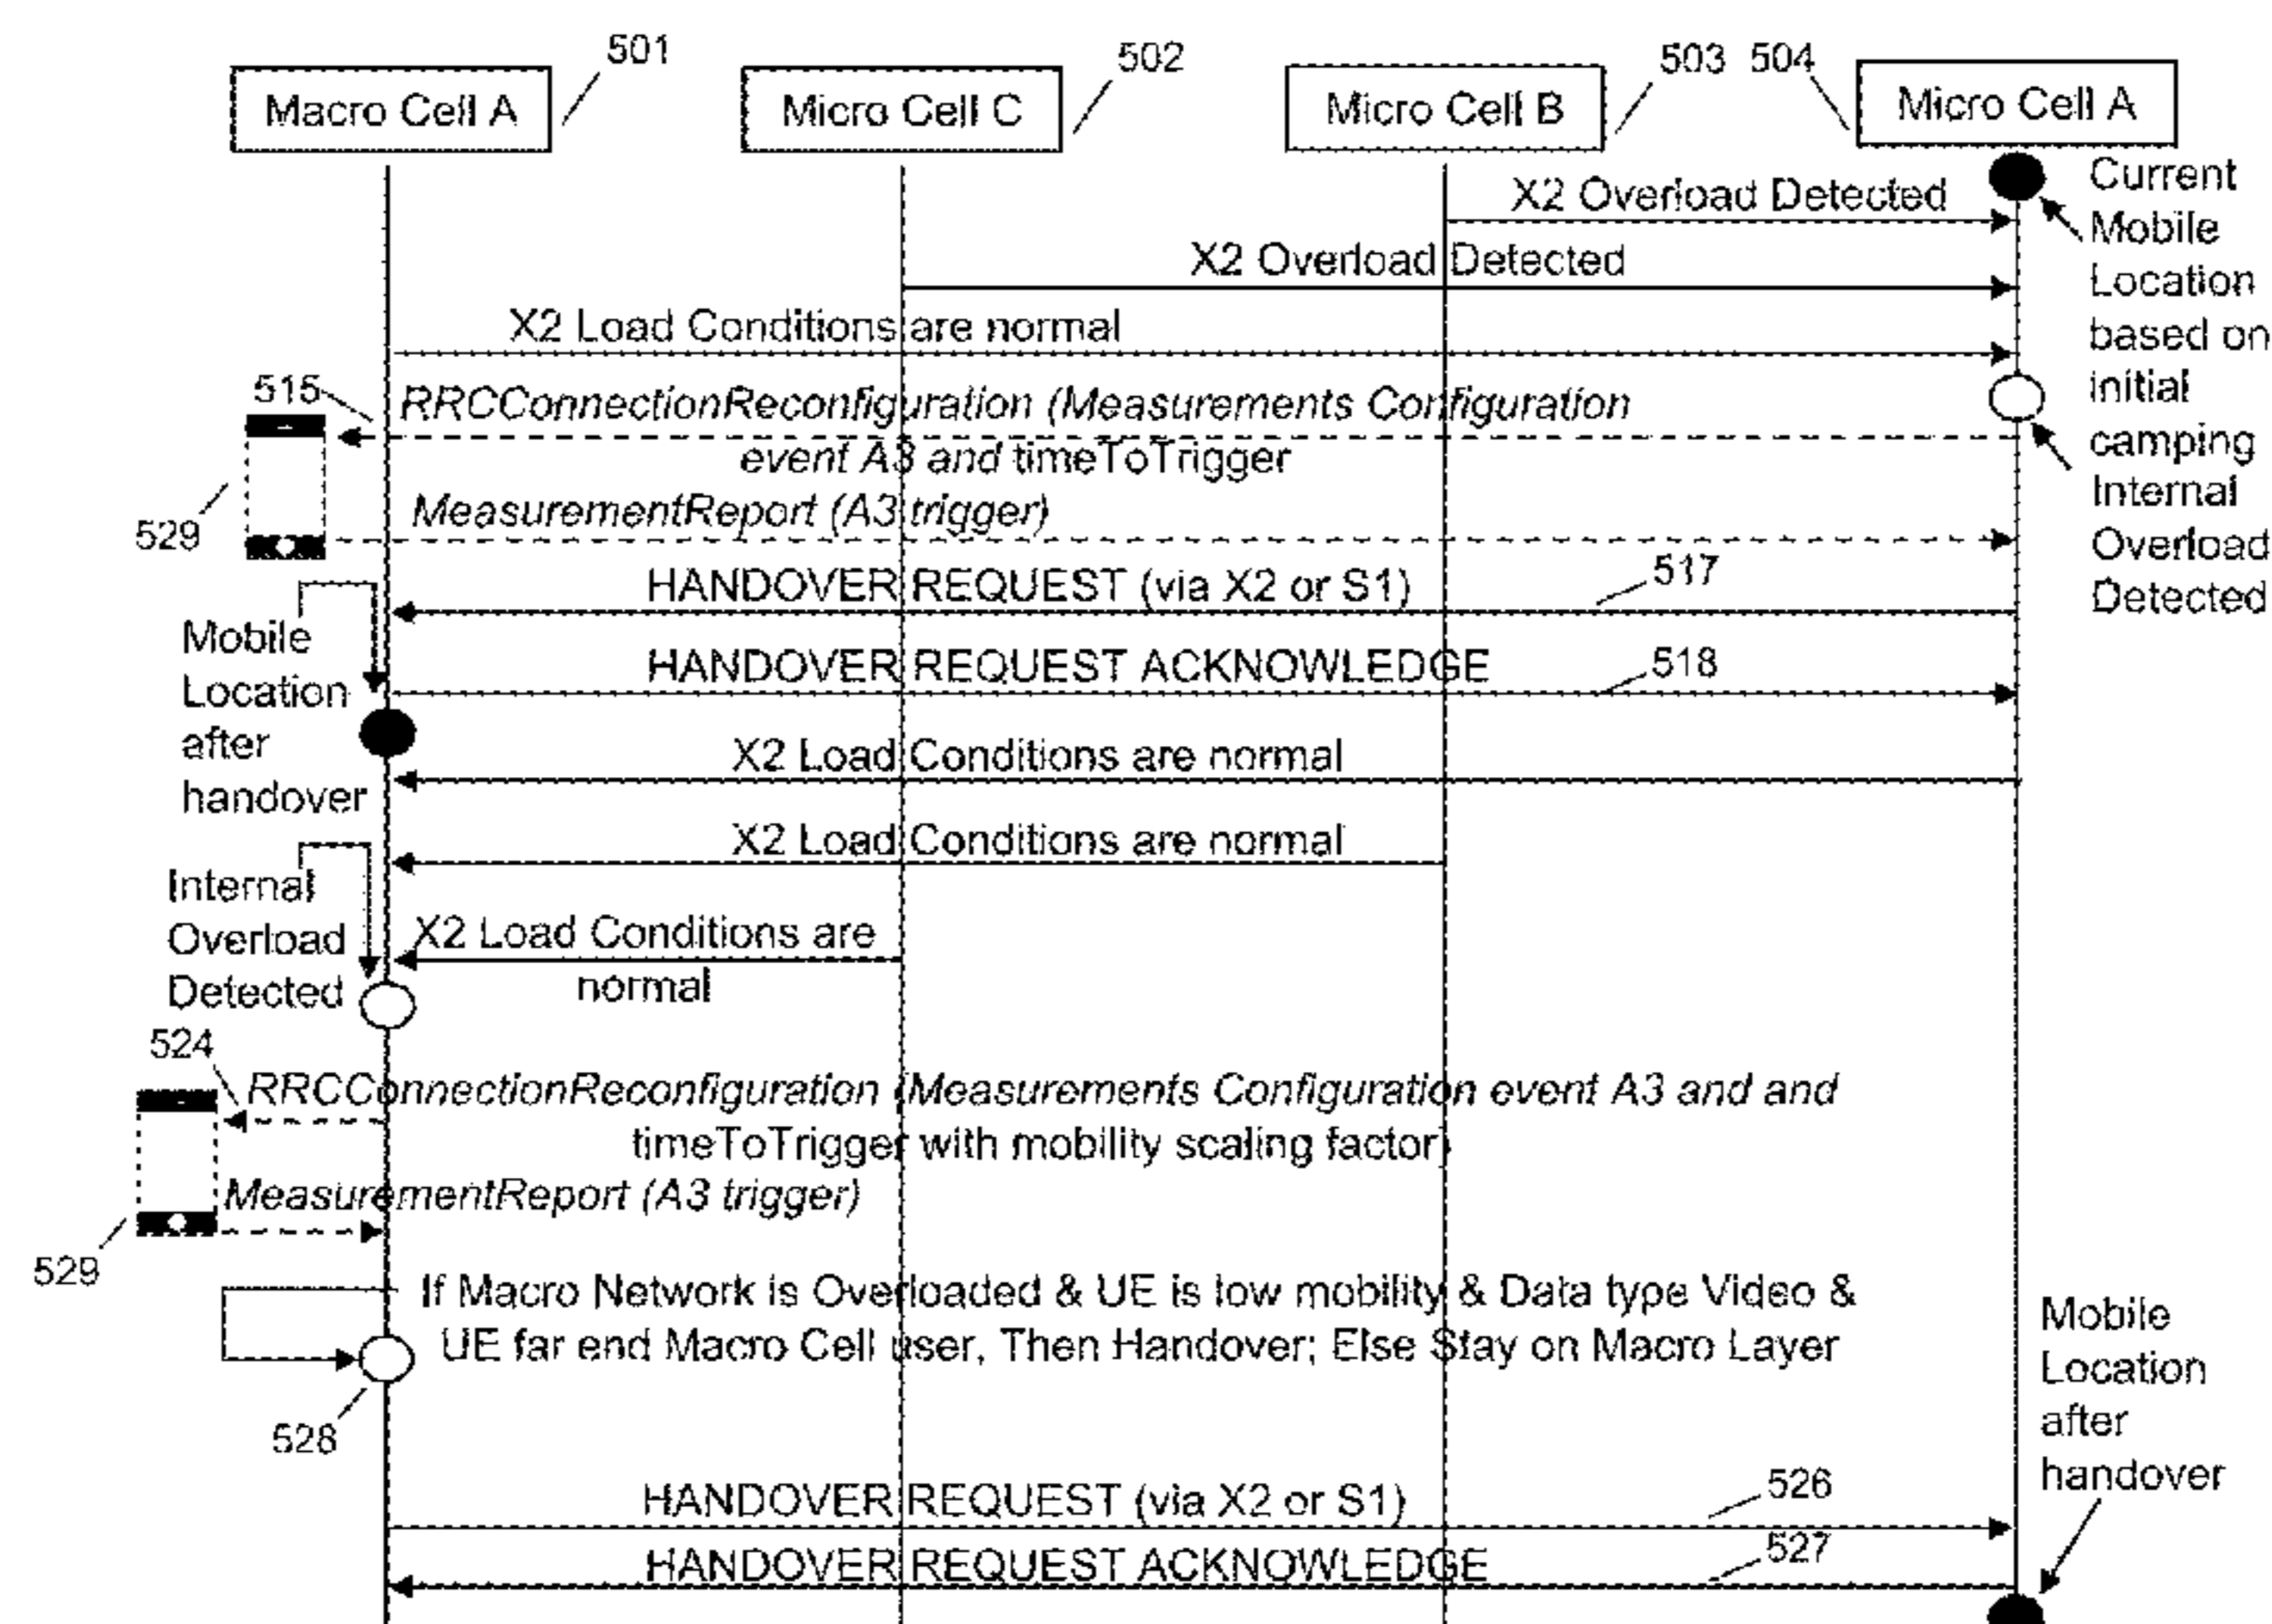 501
502
503 504
Macro Cell A
Micro Cell C
Micro Cell B
Micro Cell A
X2 Overload Detected
Current
Mobile
Location
based on
initial
camping
X2 Overload Detected
X2 Load Conditions are normal
515
RRCConnectionReconfiguration (Measurements Configuration
event A3 and timeToTrigger
Internal
Overload
Detected
529
MeasurementReport (A3 trigger)
HANDOVER REQUEST (via X2 or S1)
517
Mobile
Location
after
handover
HANDOVER REQUEST ACKNOWLEDGE
518
X2 Load Conditions are normal
X2 Load Conditions are normal
Internal
Overload
Detected
X2 Load Conditions are
normal
524
RRCConnectionReconfiguration (Measurements Configuration event A3 and and
timeToTrigger with mobility scaling factor)
MeasurementReport (A3 trigger)
529
If Macro Network is Overloaded & UE is low mobility & Data type Video &
UE far end Macro Cell user, Then Handover; Else Stay on Macro Layer
528
Mobile
Location
after
handover
HANDOVER REQUEST (via X2 or S1)
526
HANDOVER REQUEST ACKNOWLEDGE
527